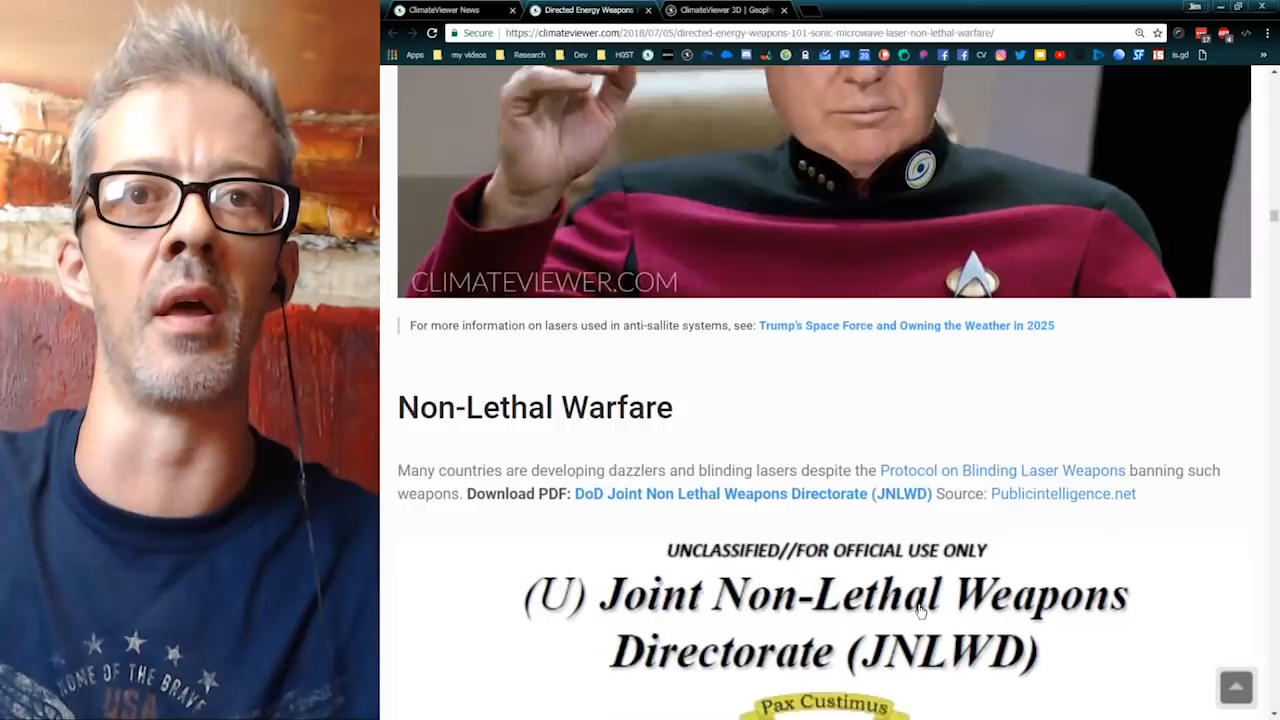 ClimateViewer News
Directed Energy Weapons
ClimateViewer 3D | Geoph
Jim
Secure
https://climateviewer.com/2018/07/05/directed-energy-weapons-101-sonic-microwave-laser-non-lethal-warfare/
Apps my videos Research Dev H0ST CV is.gd
CLIMATEVIEWER.COM
For more information on lasers used in anti-sallite systems, see: Trump's Space Force and Owning the Weather in 2025
Non-Lethal Warfare
Many countries are developing dazzlers and blinding lasers despite the Protocol on Blinding Laser Weapons banning such
weapons. Download PDF: DoD Joint Non Lethal Weapons Directorate (JNLWD) Source: Publicintelligence.net
UNCLASSIFIED//FOR OFFICIAL USE ONLY
(U) Joint Non-Lethal Weapons
Directorate (JNLWD)
Pax Custimus
OF THE BRAVE
USA